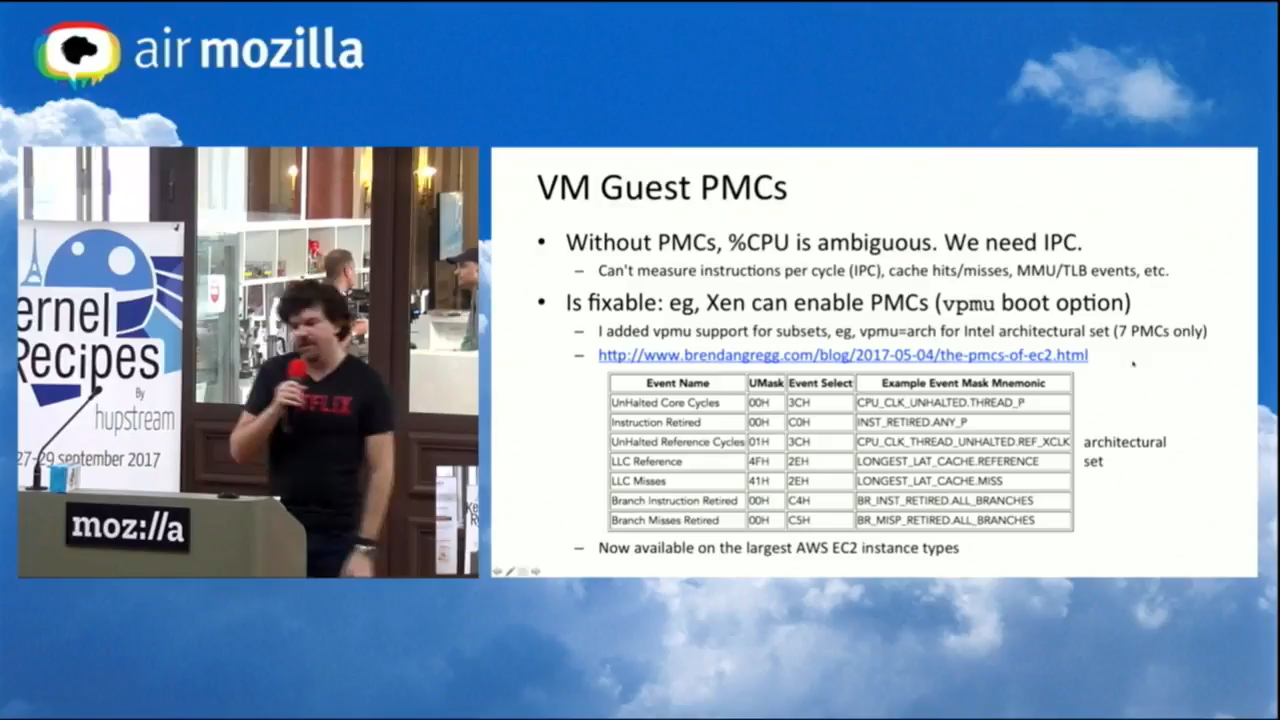 air mozilla
ernel
Recipes
By
hupstream
27-29 september 2017
moz://a
VM Guest PMCs
• Without PMCs, %CPU is ambiguous. We need IPC.
– Can't measure instructions per cycle (IPC), cache hits/misses, MMU/TLB events, etc.
• Is fixable: eg, Xen can enable PMCs (vpmu boot option)
– I added vpmu support for subsets, eg, vpmu=arch for Intel architectural set (7 PMCs only)
– http://www.brendangregg.com/blog/2017-05-04/the-pmcs-of-ec2.html
Event Name UMask Event Select Example Event Mask Mnemonic
UnHalted Core Cycles 00H 3CH CPU_CLK_UNHALTED.THREAD_P
Instruction Retired 00H C0H INST_RETIRED.ANY_P
UnHalted Reference Cycles 01H 3CH CPU_CLK_THREAD_UNHALTED.REF_XCLK
LLC Reference 4FH 2EH LONGEST_LAT_CACHE.REFERENCE
LLC Misses 41H 2EH LONGEST_LAT_CACHE.MISS
Branch Instruction Retired 00H C4H BR_INST_RETIRED.ALL_BRANCHES
Branch Misses Retired 00H C5H BR_MISP_RETIRED.ALL_BRANCHES
architectural
set
– Now available on the largest AWS EC2 instance types